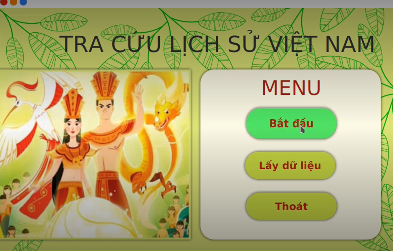 TRA CỨU LỊCH SỬ VIỆT NAM
MENU
Bắt đầu
Lấy dữ liệu
Thoát